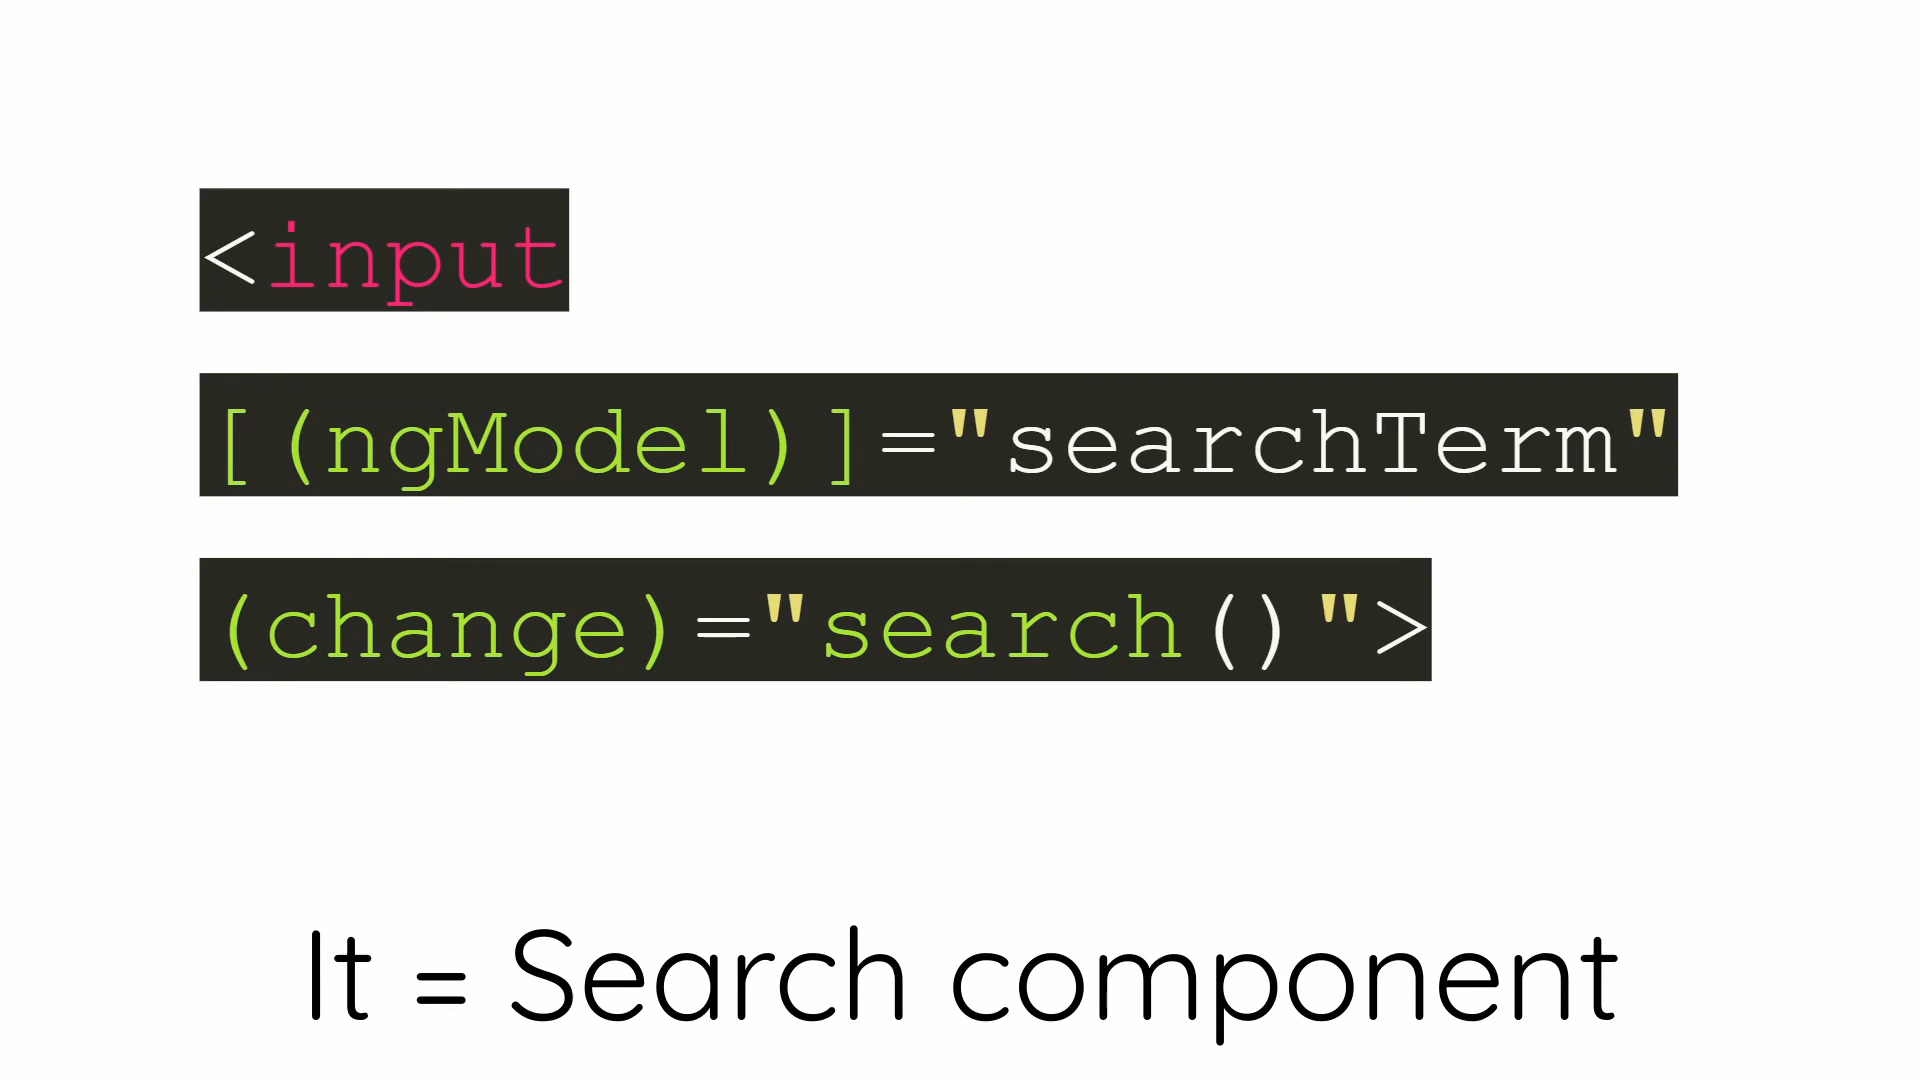 <input
[(ngModel)]="searchTerm"
(change)="search()">
It = Search component